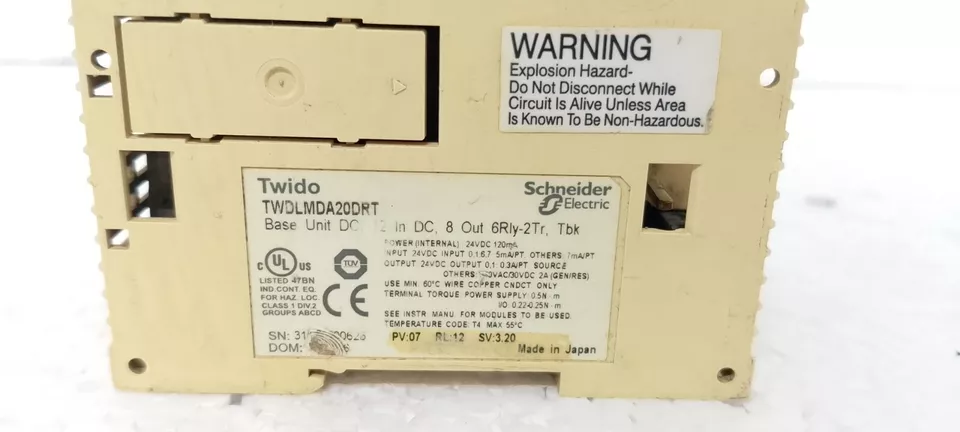 WARNING
Explosion Hazard-
Do Not Disconnect While
Circuit Is Alive Unless Area
Is Known To Be Non-Hazardous.
Twido
TWDLMDA20DRT
Schneider
Electric
Base Unit DC, In DC, 8 Out 6Rly-2Tr, Tbk
c UL us
LISTED 47BN
IND.CONT. EQ.
FOR HAZ. LOC.
CLASS 1 DIV.2
GROUPS ABCD
TUV
CE
POWER (INTERNAL) 24VDC 120mA
INPUT 24VDC INPUT 0,1,6,7 5mA/PT OTHERS: 7mA/PT
OUTPUT 24VDC OUTPUT 0,1: 0.3A/PT SOURCE
OTHERS: 30VDC 2A (GEN/RES)
USE MIN. 60°C WIRE COPPER CNDCT ONLY
TERMINAL TORQUE POWER SUPPLY 0.5N·m
I/O 0.22-0.25N·m
SEE INSTR MANU FOR MODULES TO BE USED
TEMPERATURE CODE: T4 MAX 55°C
SN:
DOM:
PV:07 RL:12 SV:3.20
Made in Japan